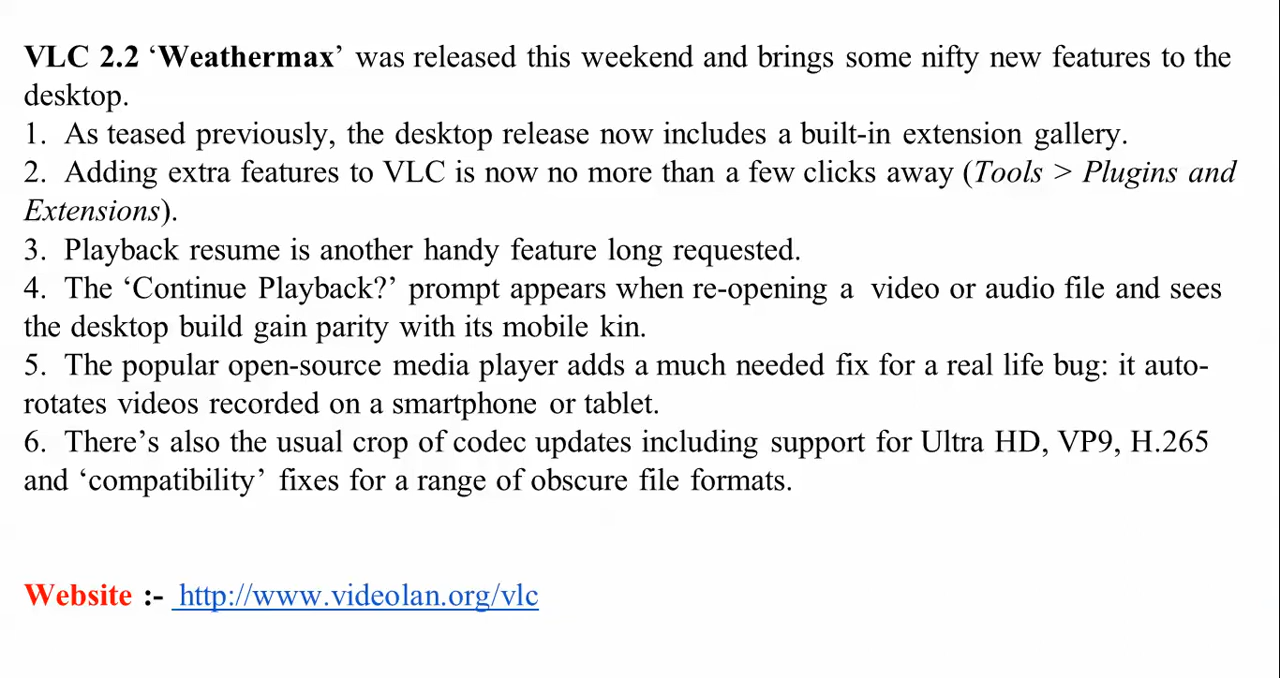 VLC 2.2 ‘Weathermax’ was released this weekend and brings some nifty new features to the
desktop.
1. As teased previously, the desktop release now includes a built-in extension gallery.
2. Adding extra features to VLC is now no more than a few clicks away (Tools > Plugins and
Extensions).
3. Playback resume is another handy feature long requested.
4. The ‘Continue Playback?’ prompt appears when re-opening a video or audio file and sees
the desktop build gain parity with its mobile kin.
5. The popular open-source media player adds a much needed fix for a real life bug: it auto-
rotates videos recorded on a smartphone or tablet.
6. There’s also the usual crop of codec updates including support for Ultra HD, VP9, H.265
and ‘compatibility’ fixes for a range of obscure file formats.
Website :- http://www.videolan.org/vlc